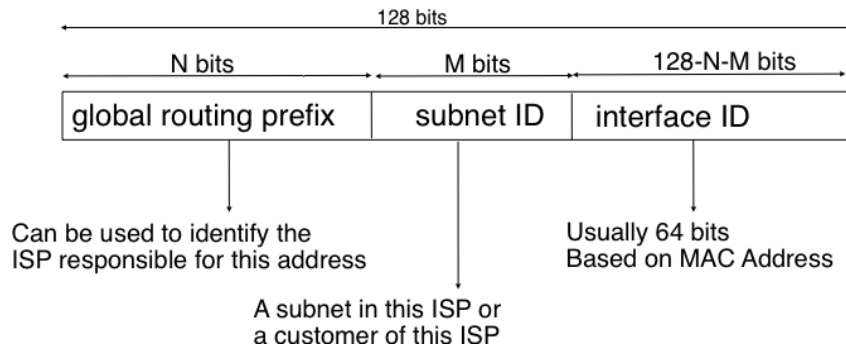 128 bits
N bits
M bits
128-N-M bits
global routing prefix
subnet ID
interface ID
Can be used to identify the
ISP responsible for this address
Usually 64 bits
Based on MAC Address
A subnet in this ISP or
a customer of this ISP